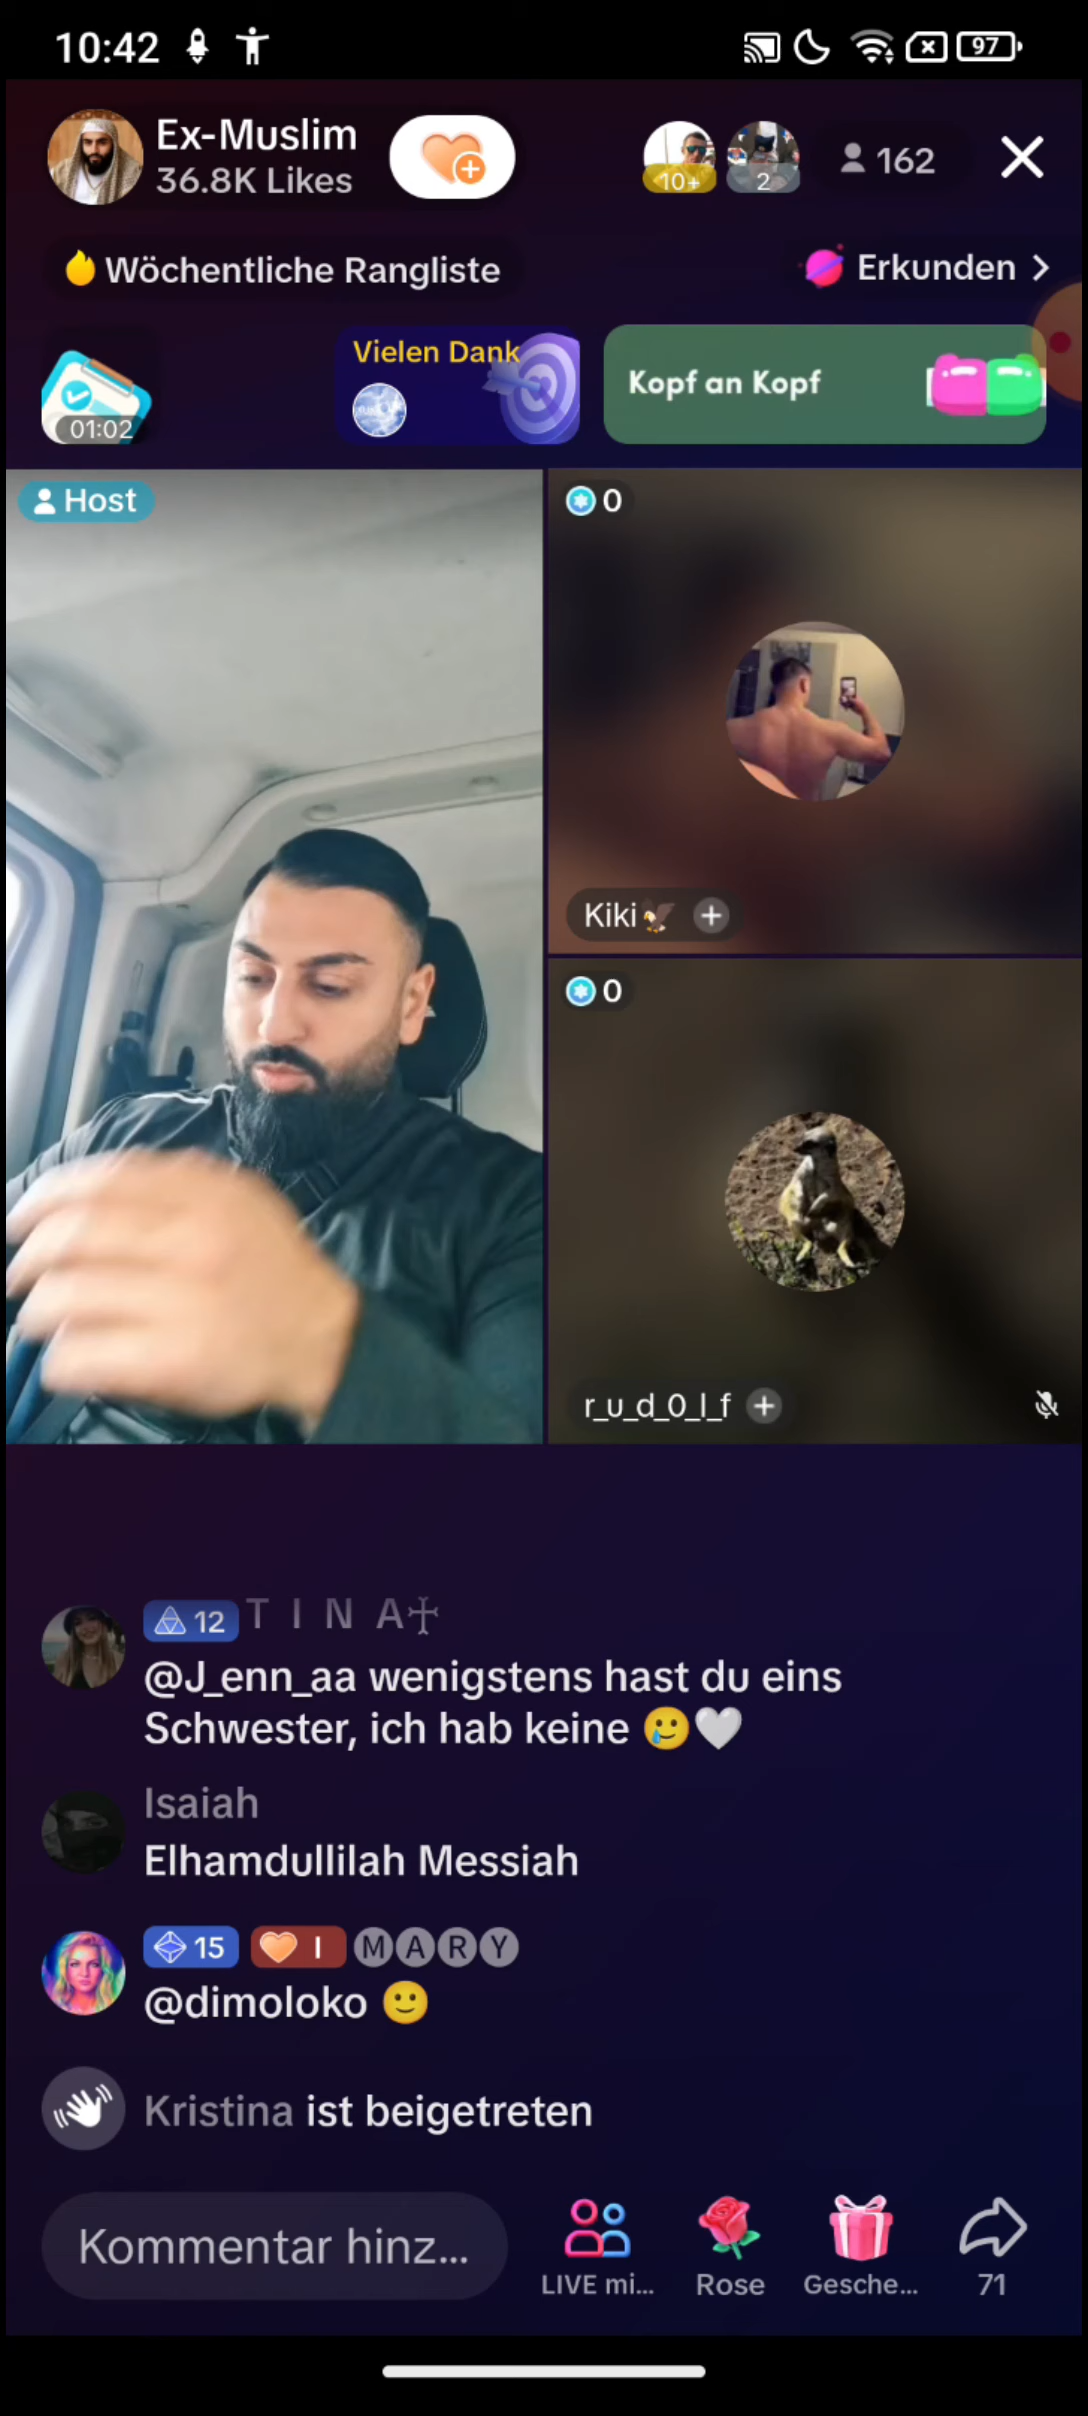 10:42
97
Ex-Muslim
36.8K Likes
10+
2
162
Wöchentliche Rangliste
Erkunden >
01:02
Vielen Dank
Kopf an Kopf
Host
0
Kiki
0
r_u_d_0_l_f
12 T I N A
@J_enn_aa wenigstens hast du eins
Schwester, ich hab keine 🥲🤍
Isaiah
Elhamdullilah Messiah
15 I MARY
@dimoloko 🙂
Kristina ist beigetreten
Kommentar hinz...
LIVE mi...
Rose
Gesche...
71